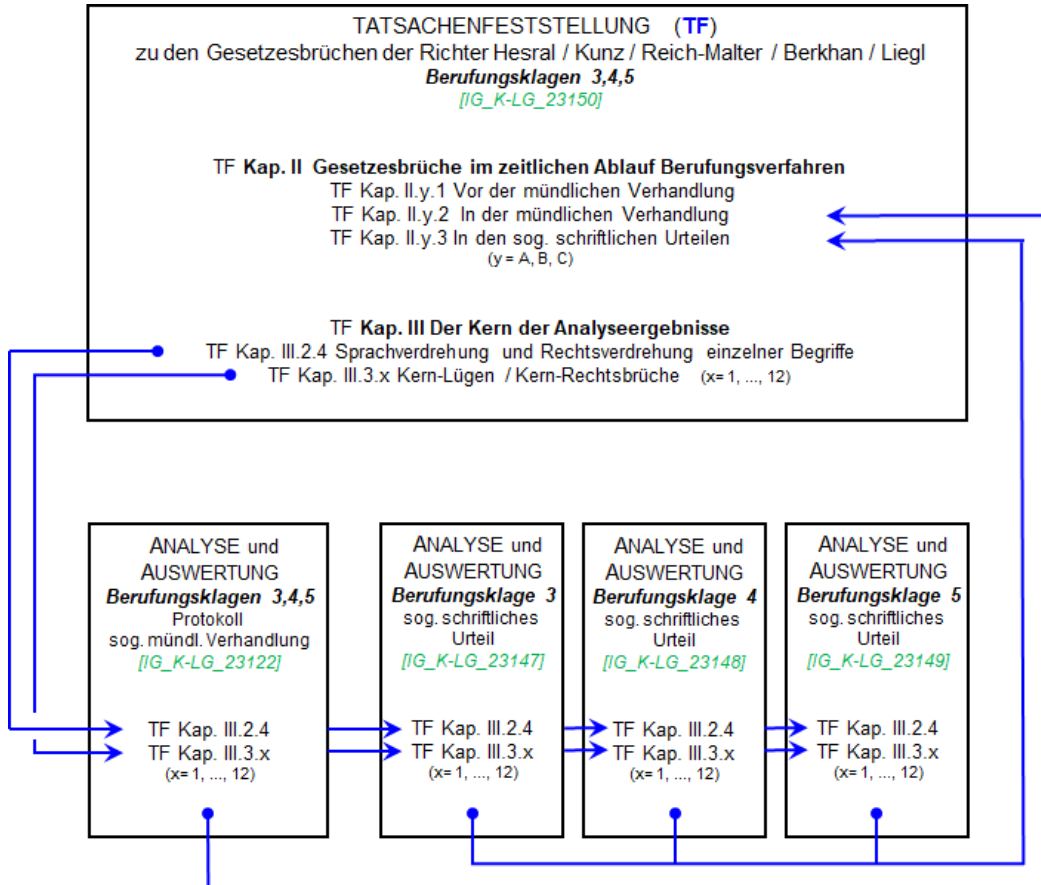 TATSACHENFESTSTELLUNG (TF)
zu den Gesetzesbrüchen der Richter Hesral / Kunz / Reich-Malter / Berkhan / Liegl
Berufungsklagen 3,4,5
[IG_K-LG_23150]
TF Kap. II Gesetzesbrüche im zeitlichen Ablauf Berufungsverfahren
TF Kap. II.y.1 Vor der mündlichen Verhandlung
TF Kap. II.y.2 In der mündlichen Verhandlung
TF Kap. II.y.3 In den sog. schriftlichen Urteilen
(y = A, B, C)
TF Kap. III Der Kern der Analyseergebnisse
TF Kap. III.2.4 Sprachverdrehung und Rechtsverdrehung einzelner Begriffe
TF Kap. III.3.x Kern-Lügen / Kern-Rechtsbrüche (x= 1, ..., 12)
ANALYSE und
AUSWERTUNG
Berufungsklagen 3,4,5
Protokoll
sog. mündl. Verhandlung
[IG_K-LG_23122]
TF Kap. III.2.4
TF Kap. III.3.x
(x= 1, ..., 12)
ANALYSE und
AUSWERTUNG
Berufungsklage 3
sog. schriftliches
Urteil
[IG_K-LG_23147]
TF Kap. III.2.4
TF Kap. III.3.x
(x= 1, ..., 12)
ANALYSE und
AUSWERTUNG
Berufungsklage 4
sog. schriftliches
Urteil
[IG_K-LG_23148]
TF Kap. III.2.4
TF Kap. III.3.x
(x= 1, ..., 12)
ANALYSE und
AUSWERTUNG
Berufungsklage 5
sog. schriftliches
Urteil
[IG_K-LG_23149]
TF Kap. III.2.4
TF Kap. III.3.x
(x= 1, ..., 12)